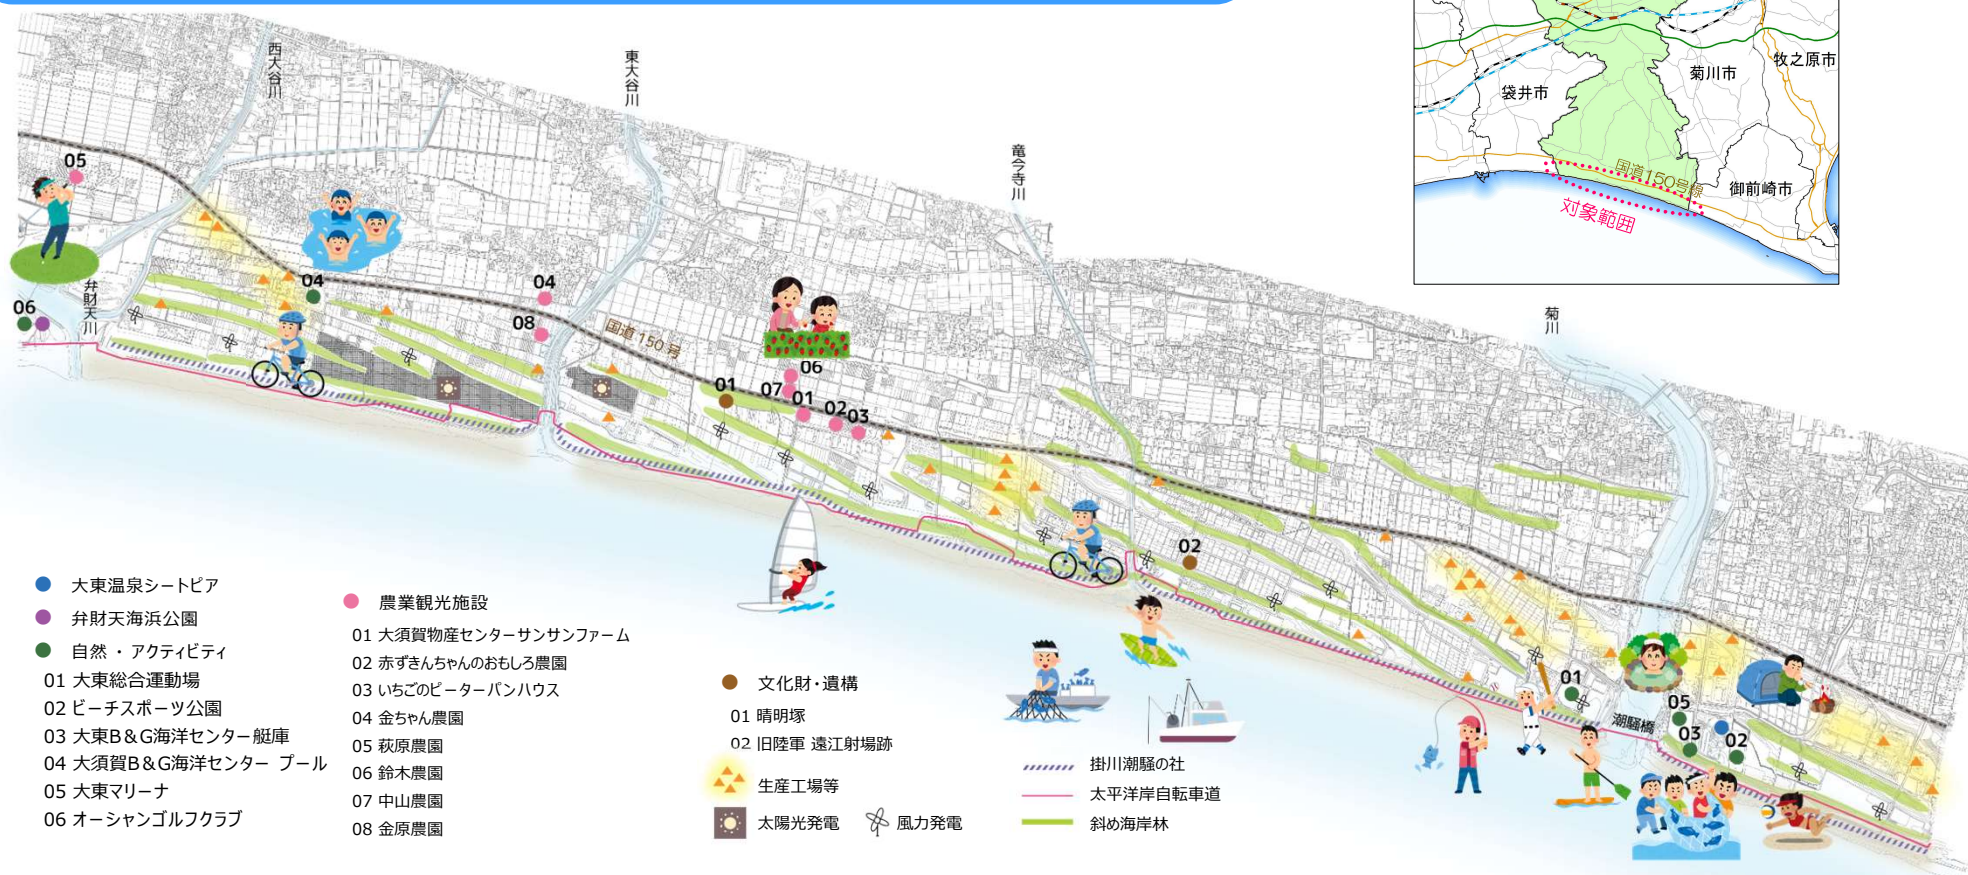 西大谷川
東大谷川
竜今寺川
菊川
弁財天川
05
06
04
04
08
国道150号
01
06
07
01
02
03
02
01
潮騒橋
05
03
02
袋井市
菊川市
牧之原市
御前崎市
国道150号線
対象範囲
大東温泉シートピア
弁財天海浜公園
自然・アクティビティ
01 大東総合運動場
02 ビーチスポーツ公園
03 大東B&G海洋センター艇庫
04 大須賀B&G海洋センター プール
05 大東マリーナ
06 オーシャンゴルフクラブ
農業観光施設
01 大須賀物産センターサンサンファーム
02 赤ずきんちゃんのおもしろ農園
03 いちごのピーターパンハウス
04 金ちゃん農園
05 萩原農園
06 鈴木農園
07 中山農園
08 金原農園
文化財・遺構
01 晴明塚
02 旧陸軍 遠江射場跡
生産工場等
太陽光発電
風力発電
掛川潮騒の杜
太平洋岸自転車道
斜め海岸林